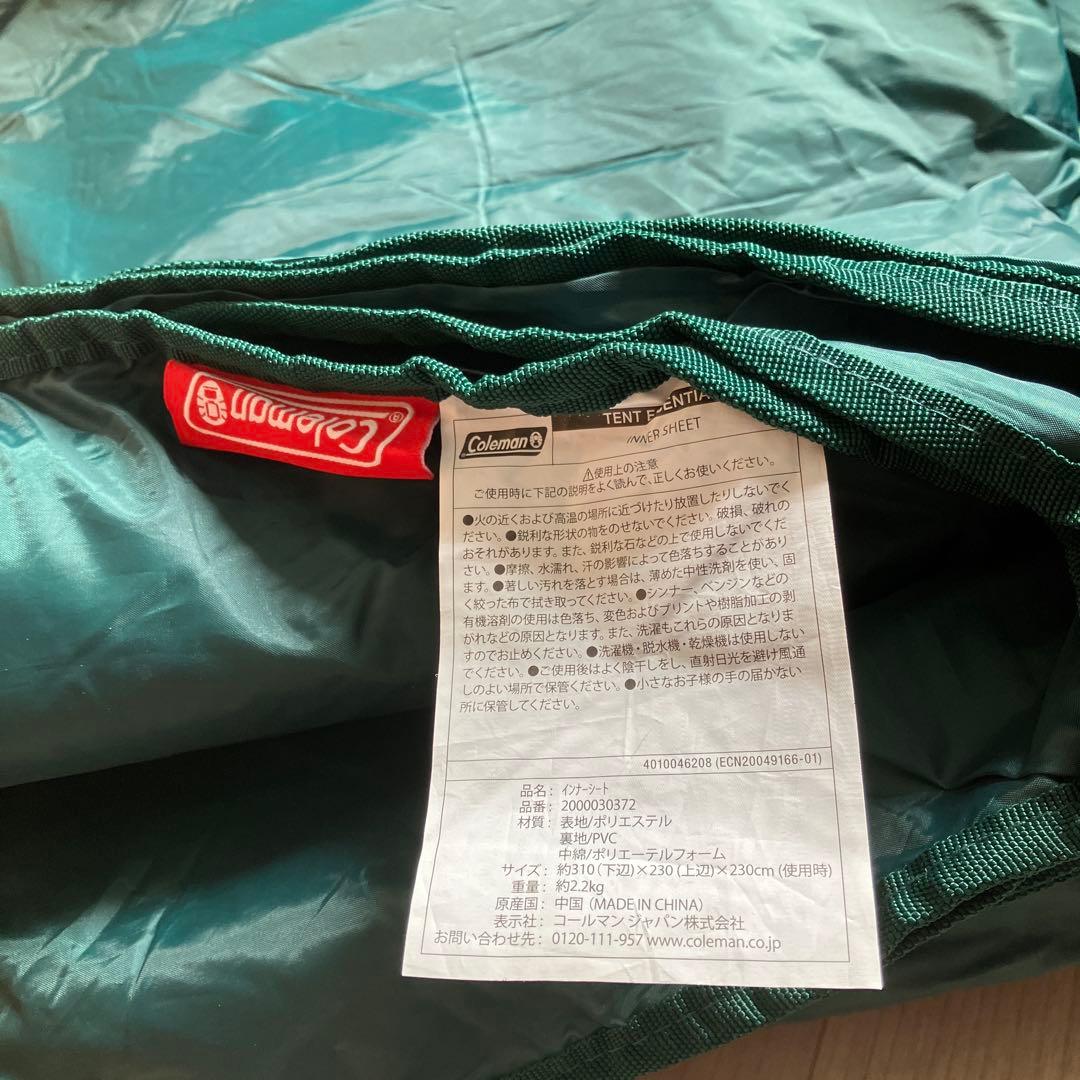 Coleman
Coleman
TENT
INNER SHEET
⚠使用上の注意
ご使用時に下記の説明をよく読んで、正しくお使いください。
●火の近くおよび高温の場所に近づけたり放置したりしないでく
ださい。●鋭利な形状の物をのせないでください。破損、破れの
おそれがあります。また、鋭利な石などの上で使用しないでくだ
さい。●摩擦、水濡れ、汗の影響によって色落ちすることがあり
ます。●著しい汚れを落とす場合は、薄めた中性洗剤を使い、固
く絞った布で拭き取ってください。●シンナー、ベンジンなどの
有機溶剤の使用は色落ち、変色およびプリントや樹脂加工の剥
がれなどの原因となります。また、洗濯もこれらの原因となりま
すのでお止めください。●洗濯機・脱水機・乾燥機は使用しない
でください。●ご使用後はよく陰干しをし、直射日光を避け風通
しのよい場所で保管ください。●小さなお子様の手の届かない
所に保管してください。
4010046208 (ECN20049166-01)
品名: インナーシート
品番: 2000030372
材質: 表地/ポリエステル
裏地/PVC
中綿/ポリエーテルフォーム
サイズ: 約310(下辺)×230(上辺)×230cm(使用時)
重量: 約2.2kg
原産国: 中国 (MADE IN CHINA)
表示社: コールマン ジャパン株式会社
お問い合わせ先: 0120-111-957 www.coleman.co.jp